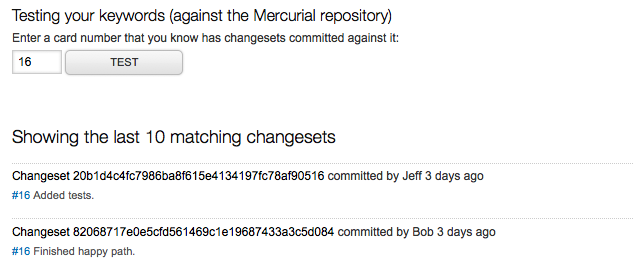 Testing your keywords (against the Mercurial repository)
Enter a card number that you know has changesets committed against it:
16 TEST
Showing the last 10 matching changesets
Changeset 20b1d4c4fc7986ba8f615e4134197fc78af90516 committed by Jeff 3 days ago
#16 Added tests.
Changeset 82068717e0e5cfd561469c1e19687433a3c5d084 committed by Bob 3 days ago
#16 Finished happy path.